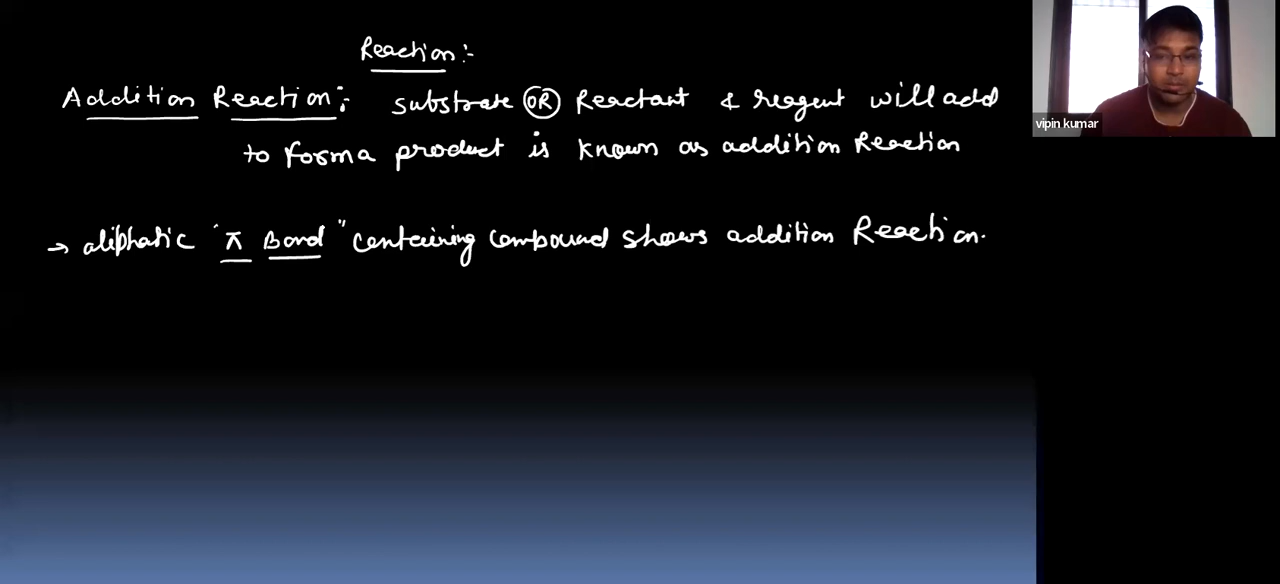 Reaction:-
Addition Reaction:- substrate OR Reactant & reagent will add
to form a product is known as addition Reaction
→ aliphatic "π Bond" containing compound shows addition Reaction.
vipin kumar